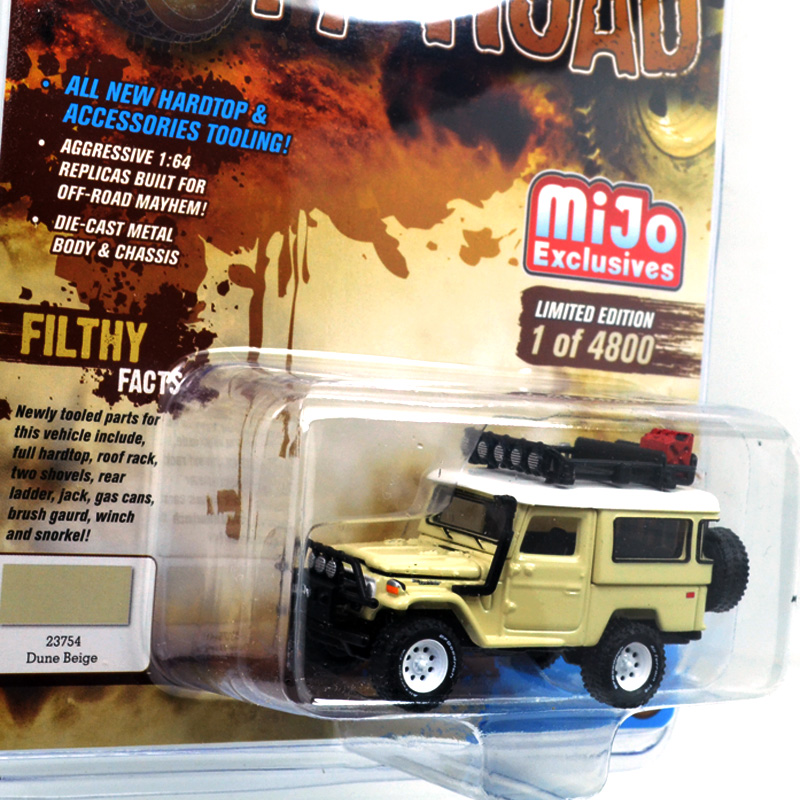 ROAD
• ALL NEW HARDTOP &
ACCESSORIES TOOLING!
• AGGRESSIVE 1:64
REPLICAS BUILT FOR
OFF-ROAD MAYHEM!
• DIE-CAST METAL
BODY & CHASSIS
MiJo
Exclusives
LIMITED EDITION
1 of 4800
FILTHY
FACTS
Newly tooled parts for
this vehicle include,
full hardtop, roof rack,
two shovels, rear
ladder, jack, gas cans,
brush gaurd, winch
and snorkel!
23754
Dune Beige